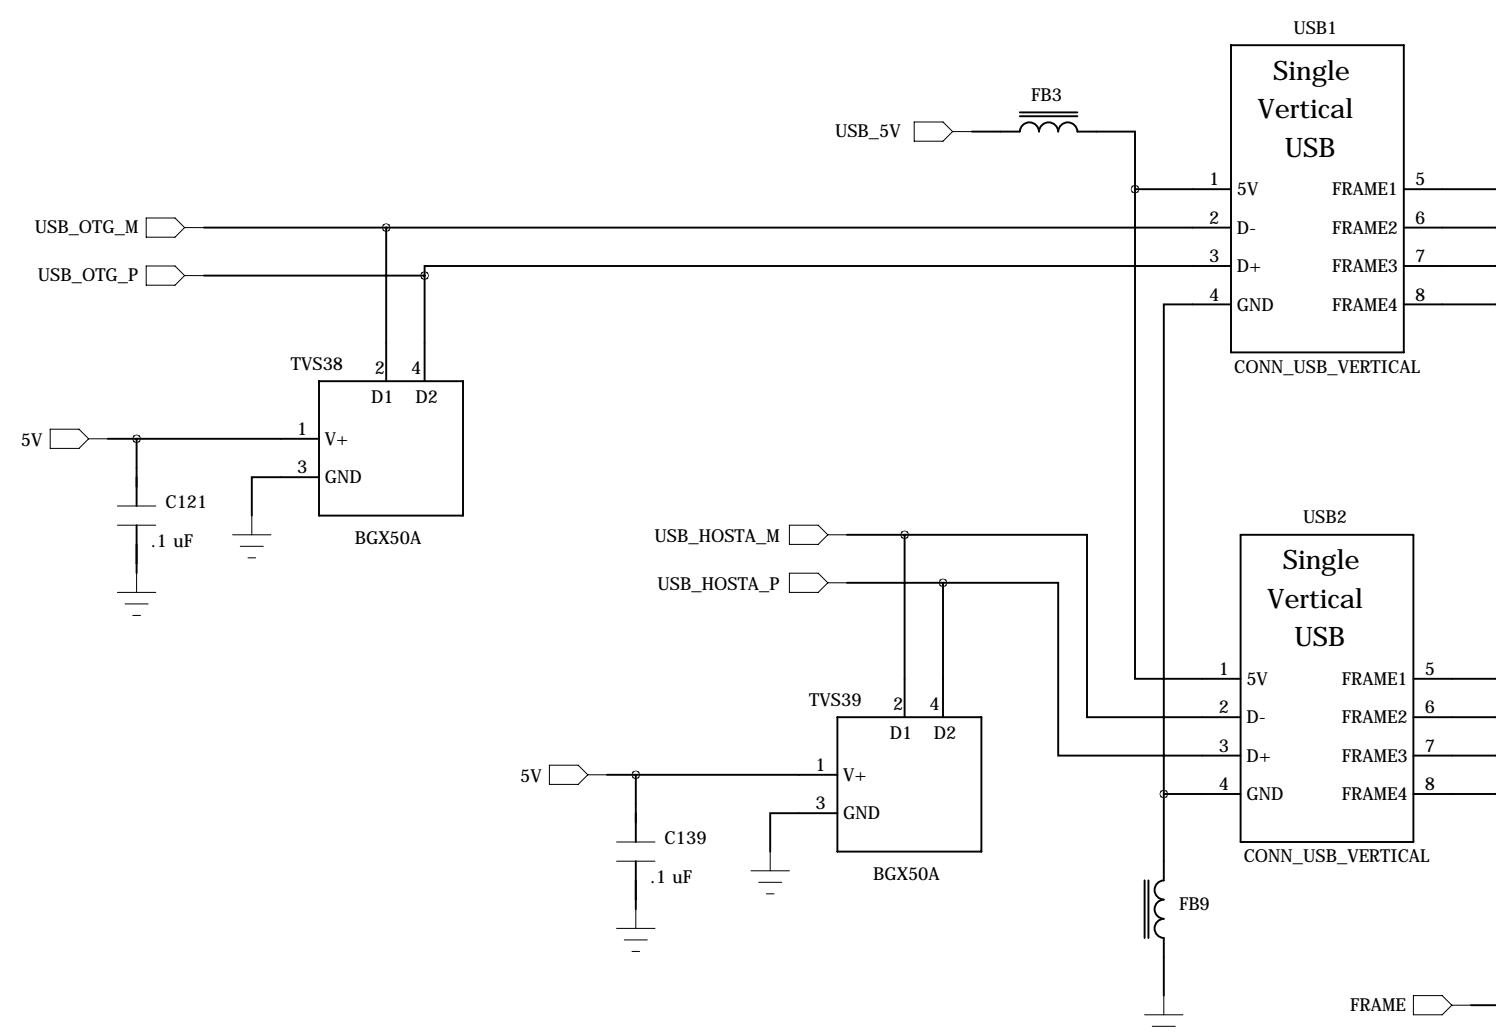 USB1
Single
Vertical
USB
FB3
USB_5V
1 5V FRAME1 5
USB_OTG_M 2 D- FRAME2 6
USB_OTG_P 3 D+ FRAME3 7
4 GND FRAME4 8
CONN_USB_VERTICAL
TVS38 2 4
D1 D2
5V 1 V+
3 GND
C121
.1 uF
BGX50A
USB2
USB_HOSTA_M
Single
USB_HOSTA_P
Vertical
USB
1 5V FRAME1 5
TVS39 2 4
2 D- FRAME2 6
D1 D2
3 D+ FRAME3 7
5V 1 V+
4 GND FRAME4 8
3 GND
C139
.1 uF
BGX50A
CONN_USB_VERTICAL
FB9
FRAME